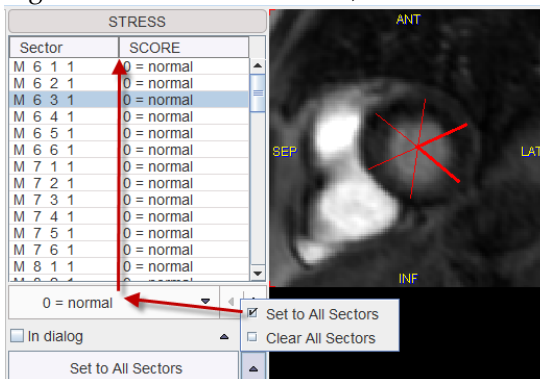 STRESS
Sector SCORE
M 6 1 1 0 = normal
M 6 2 1 0 = normal
M 6 3 1 0 = normal
M 6 4 1 0 = normal
M 6 5 1 0 = normal
M 6 6 1 0 = normal
M 7 1 1 0 = normal
M 7 2 1 0 = normal
M 7 3 1 0 = normal
M 7 4 1 0 = normal
M 7 5 1 0 = normal
M 7 6 1 0 = normal
M 8 1 1 0 = normal
0 = normal
In dialog
Set to All Sectors
Set to All Sectors
Clear All Sectors
ANT
SEP
LAT
INF